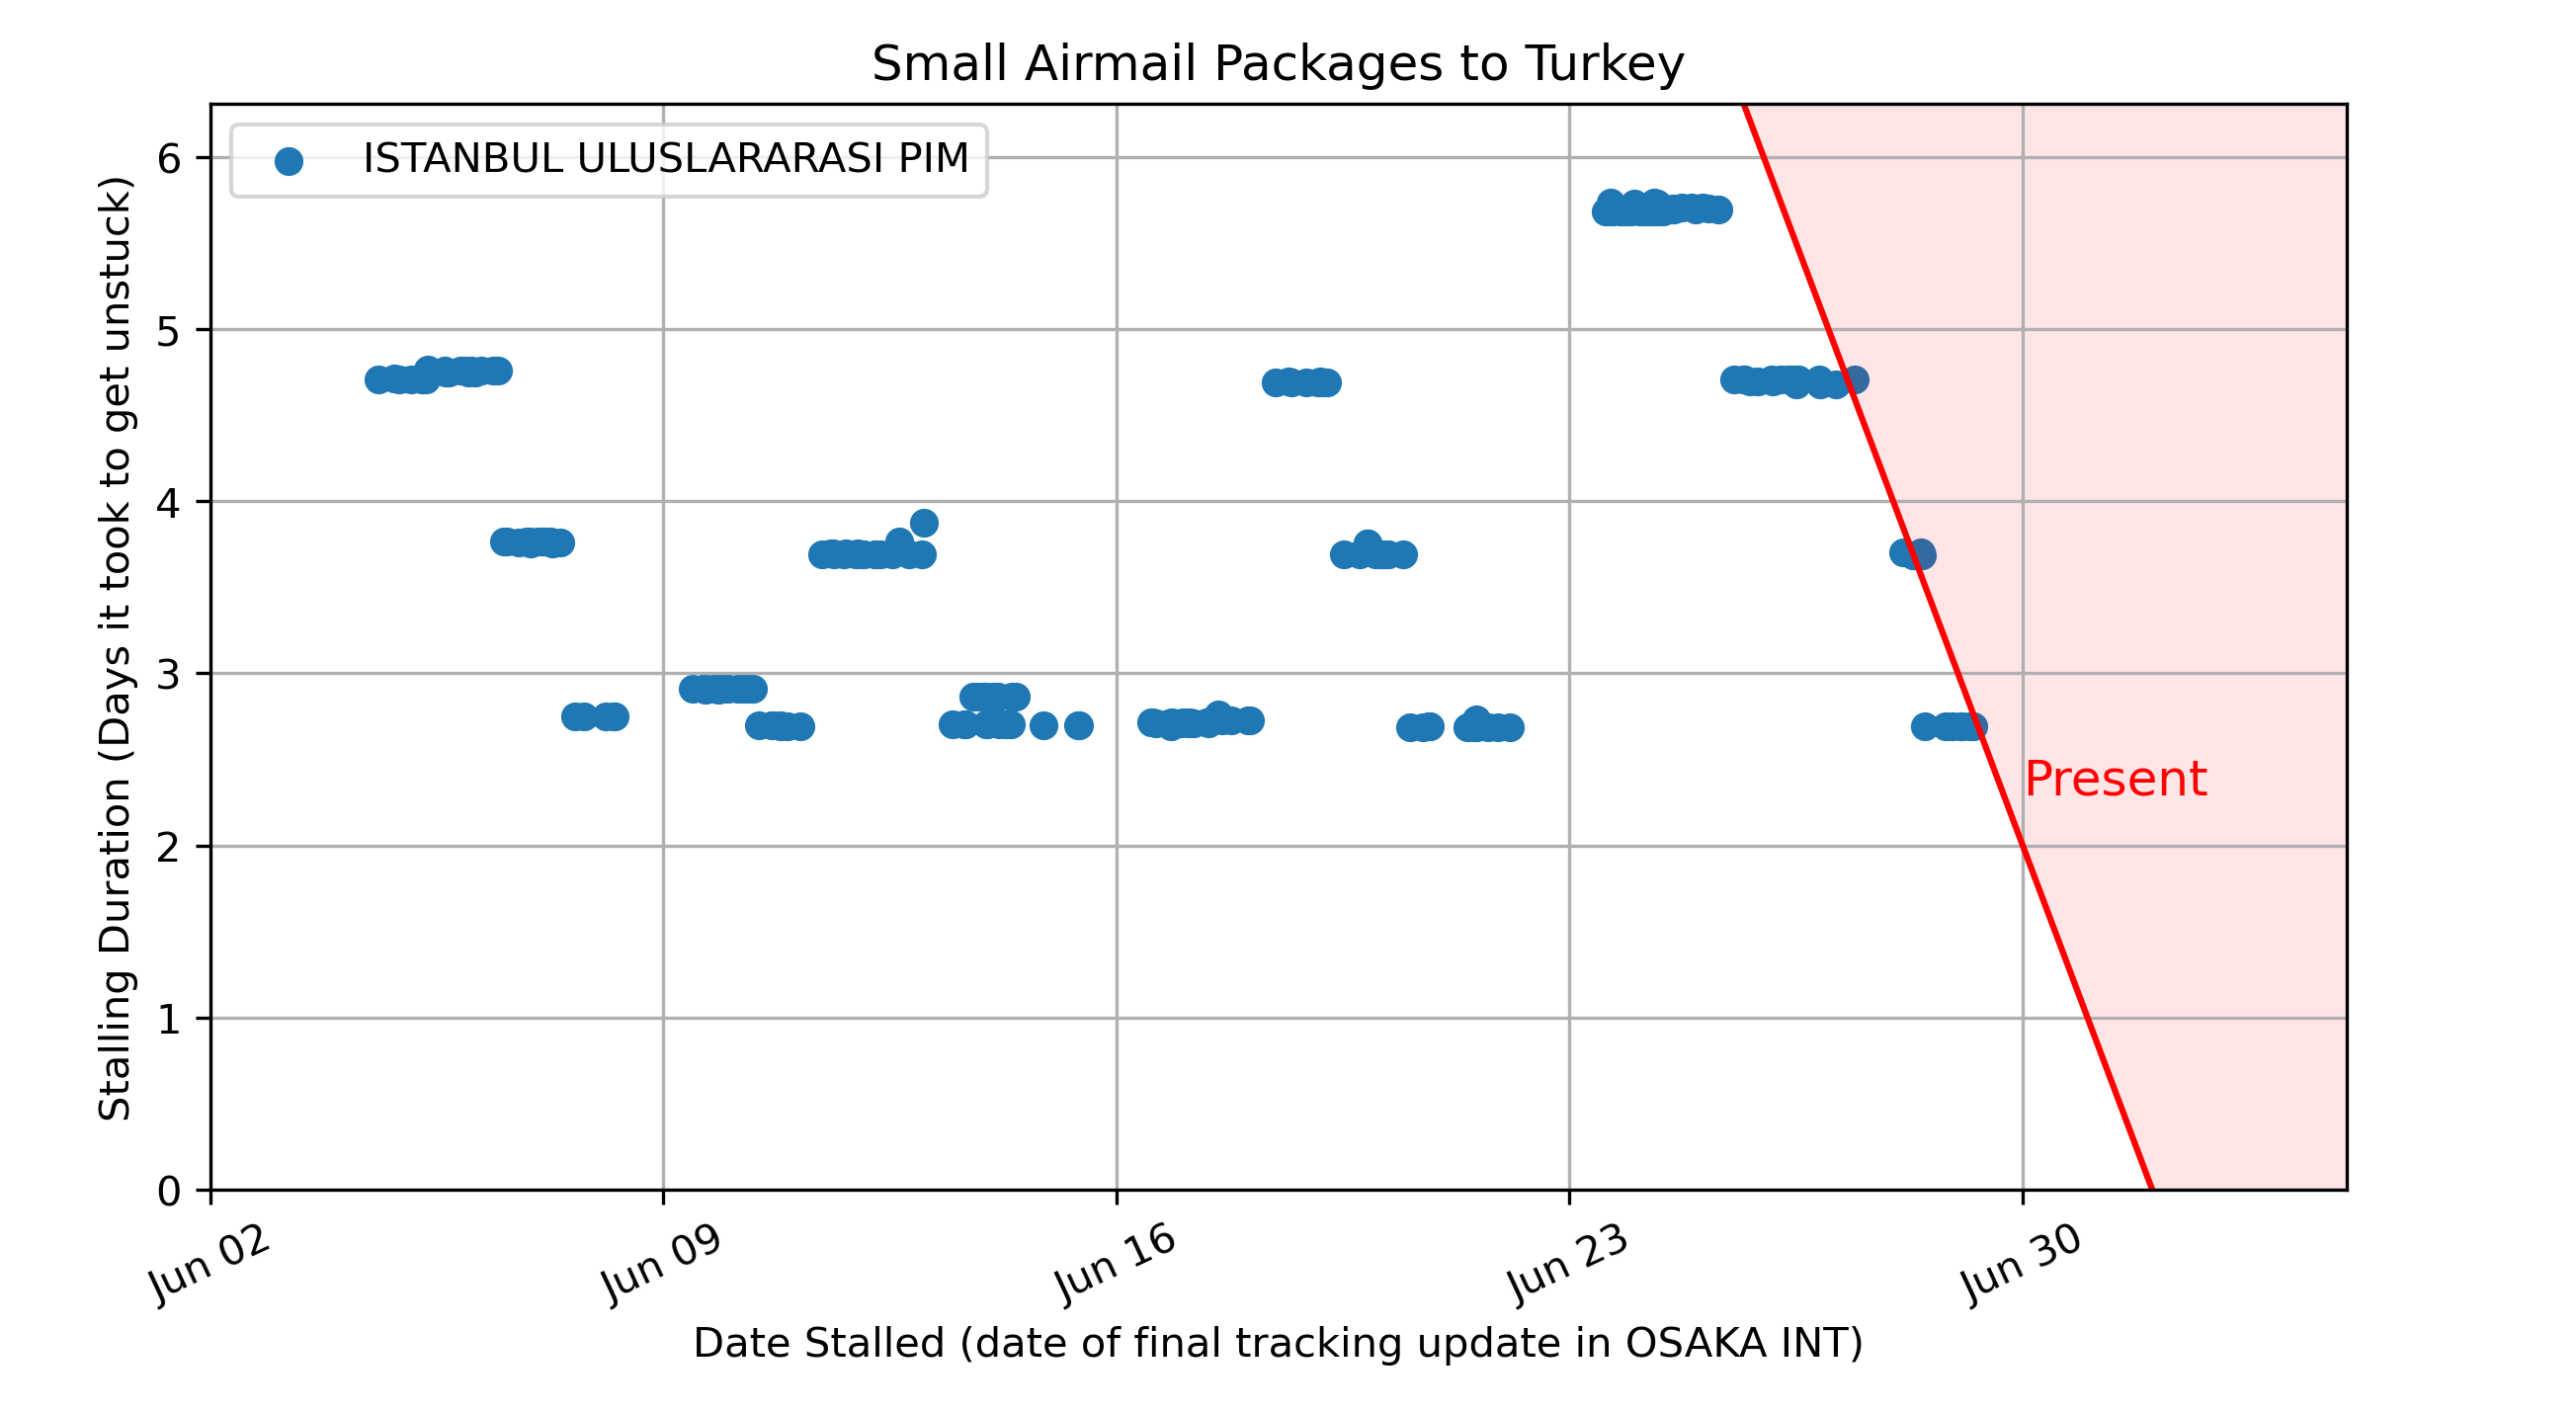 Small Airmail Packages to Turkey
ISTANBUL ULUSLARARASI PIM
Stalling Duration (Days it took to get unstuck)
6
5
4
3
2
1
0
Present
Jun 02
Jun 09
Jun 16
Jun 23
Jun 30
Date Stalled (date of final tracking update in OSAKA INT)